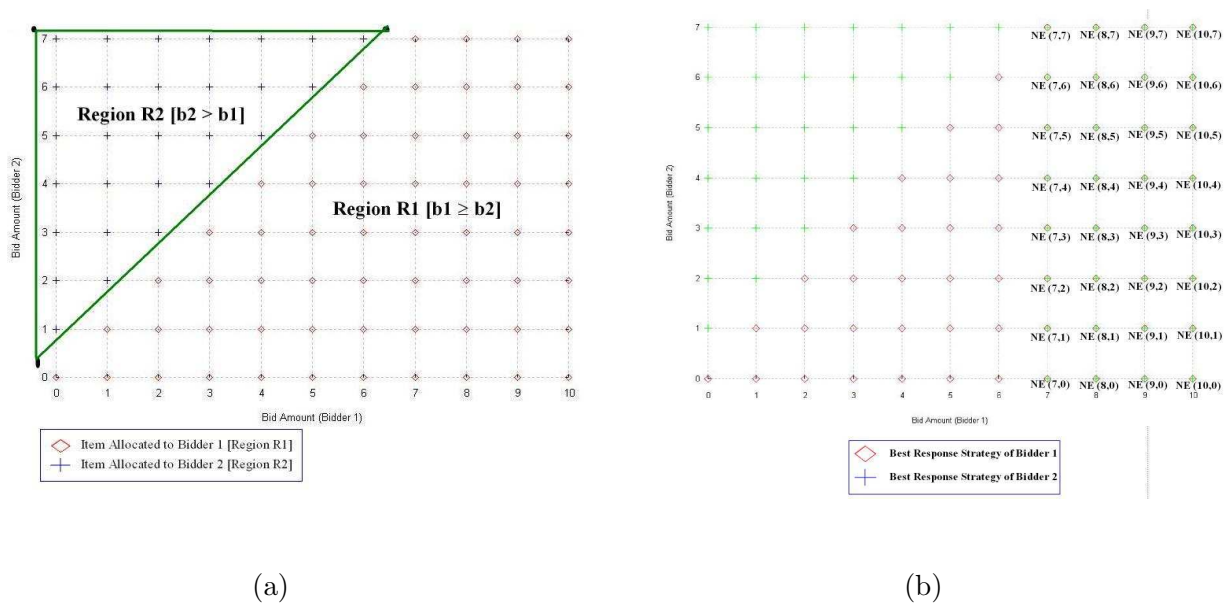 7
6
5
4
3
2
1
0
Bid Amount (Bidder 2)
Region R2 [b2 > b1]
Region R1 [b1 ≥ b2]
0 1 2 3 4 5 6 7 8 9 10
Bid Amount (Bidder 1)
Item Allocated to Bidder 1 [Region R1]
Item Allocated to Bidder 2 [Region R2]
(a)
7
NE (7,7) NE (8,7) NE (9,7) NE (10,7)
6
NE (7,6) NE (8,6) NE (9,6) NE (10,6)
5
NE (7,5) NE (8,5) NE (9,5) NE (10,5)
4
NE (7,4) NE (8,4) NE (9,4) NE (10,4)
3
NE (7,3) NE (8,3) NE (9,3) NE (10,3)
2
NE (7,2) NE (8,2) NE (9,2) NE (10,2)
1
NE (7,1) NE (8,1) NE (9,1) NE (10,1)
0
NE (7,0) NE (8,0) NE (9,0) NE (10,0)
Bid Amount (Bidder 2)
0 1 2 3 4 5 6 7 8 9 10
Bid Amount (Bidder 1)
Best Response Strategy of Bidder 1
Best Response Strategy of Bidder 2
(b)